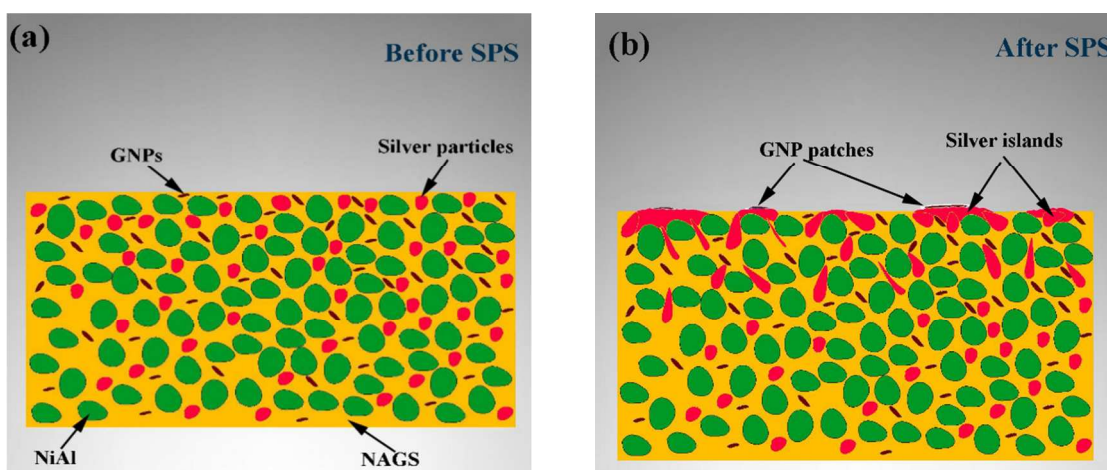 (a)
Before SPS
GNPs
Silver particles
NiAl
NAGS
(b)
After SPS
GNP patches
Silver islands